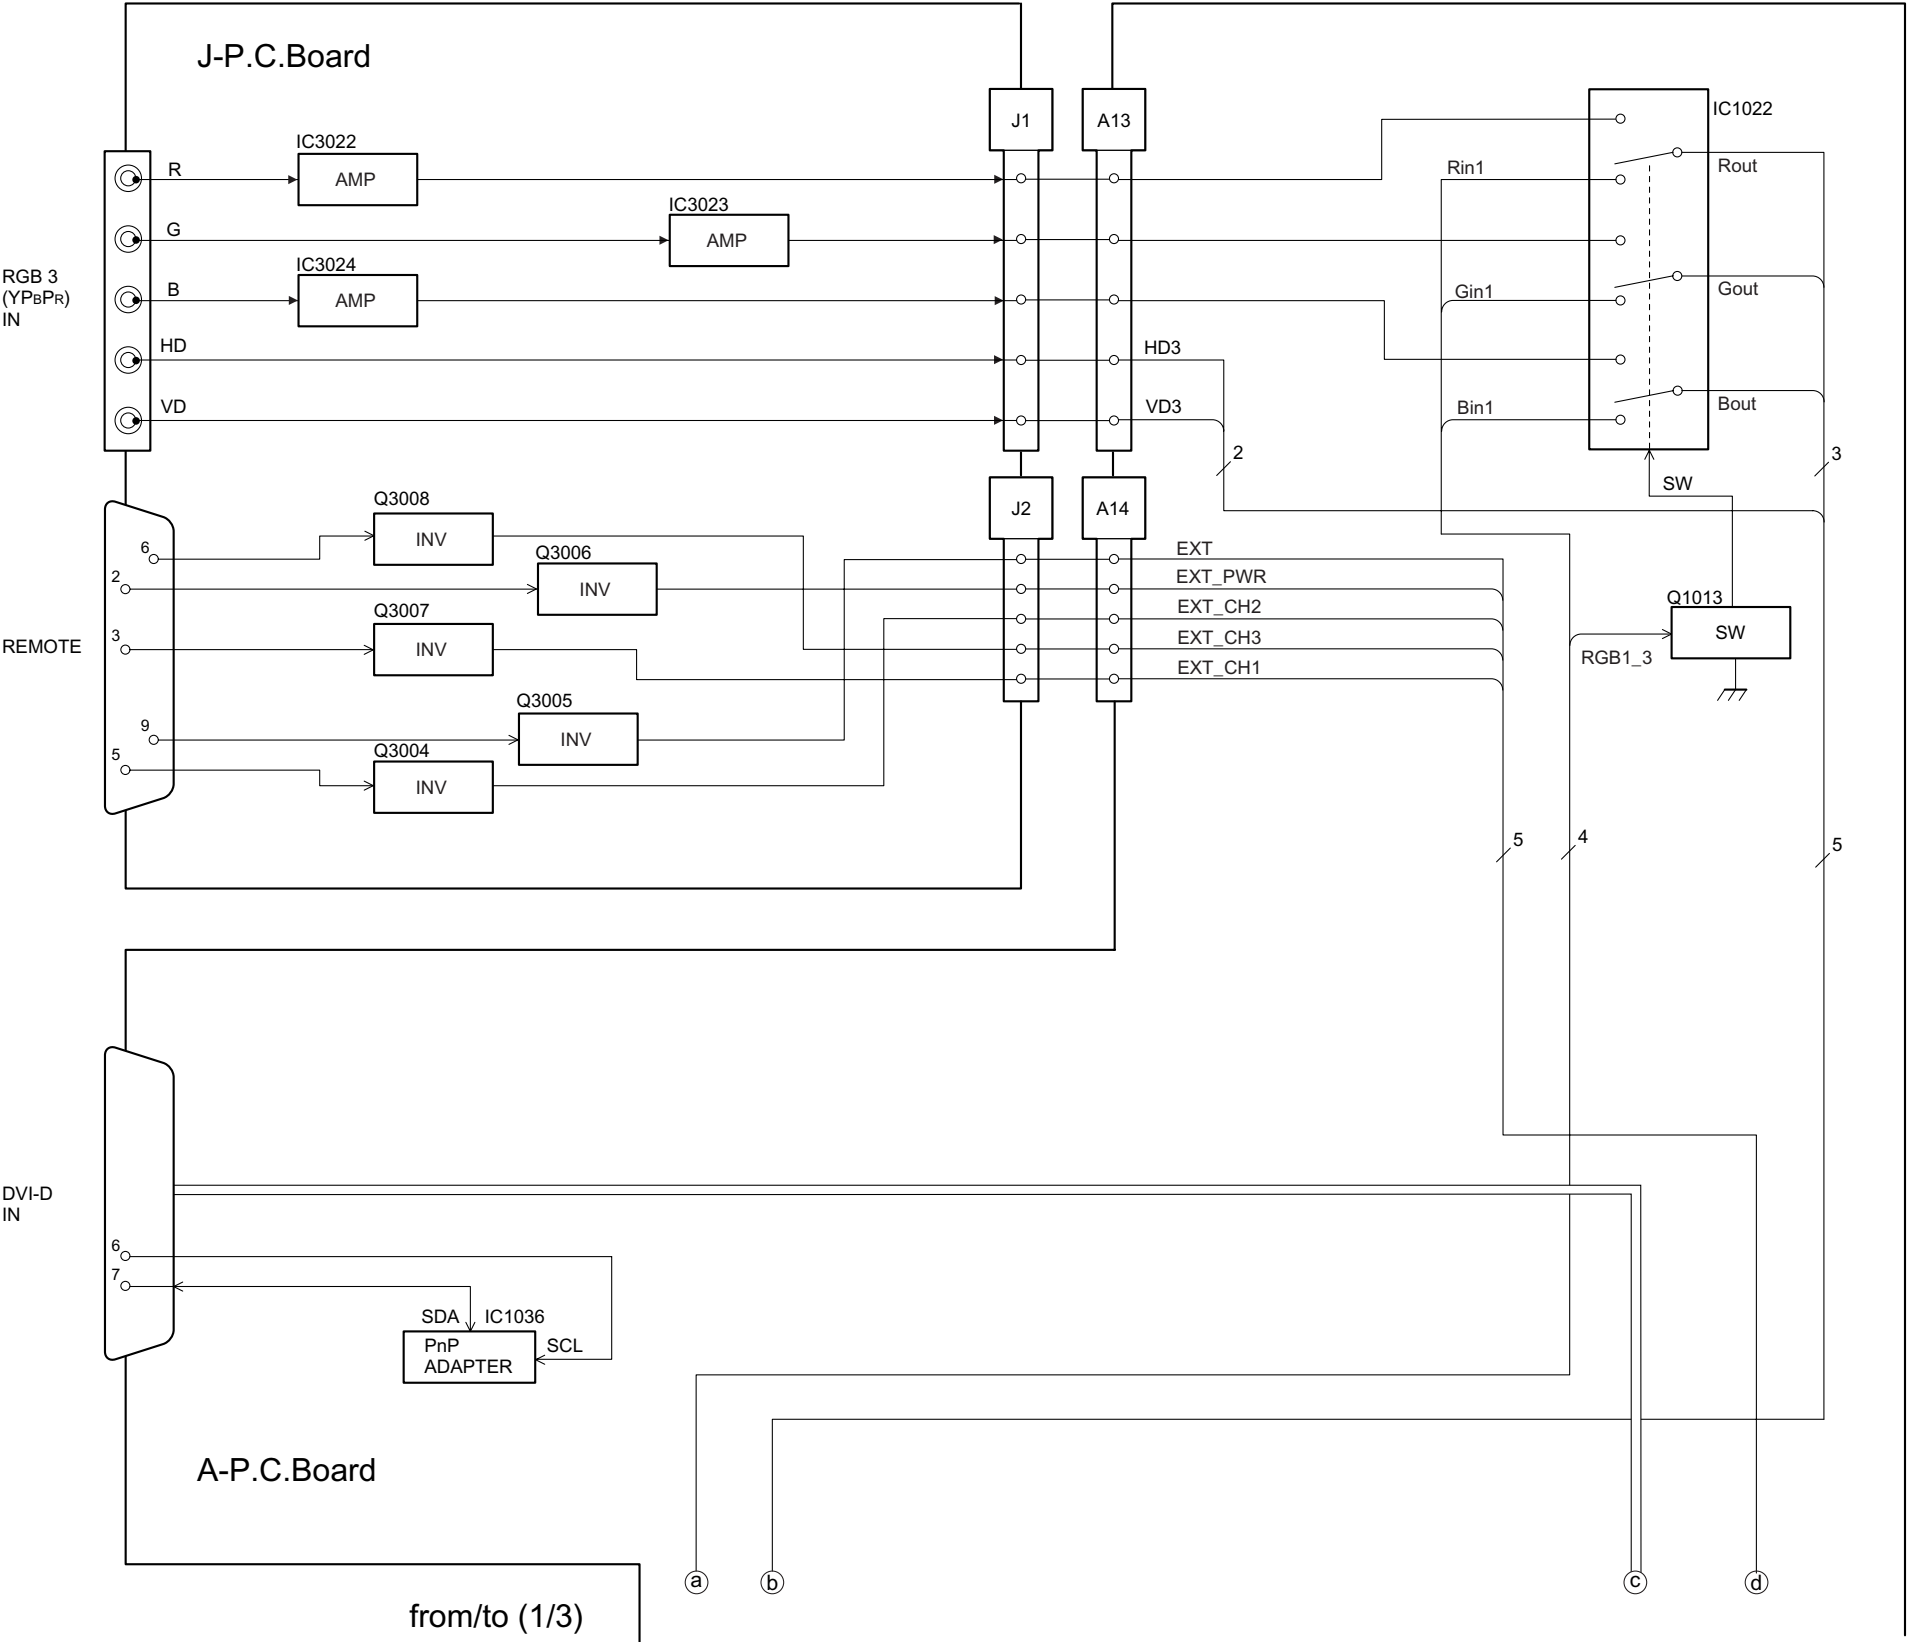 J-P.C.Board
J1
A13
IC1022
IC3022
R
AMP
Rin1
Rout
IC3023
G
AMP
RGB 3
(YPBPR)
IN
IC3024
B
AMP
Gin1
Gout
HD
HD3
VD
VD3
Bin1
Bout
2
3
SW
J2
A14
Q3008
INV
6
Q3006
INV
2
EXT
EXT_PWR
EXT_CH2
EXT_CH3
EXT_CH1
Q1013
SW
RGB1_3
REMOTE
Q3007
INV
3
Q3005
INV
9
Q3004
INV
5
5
4
5
DVI-D
IN
6
7
SDA
IC1036
PnP
ADAPTER
SCL
A-P.C.Board
a
b
c
d
from/to (1/3)